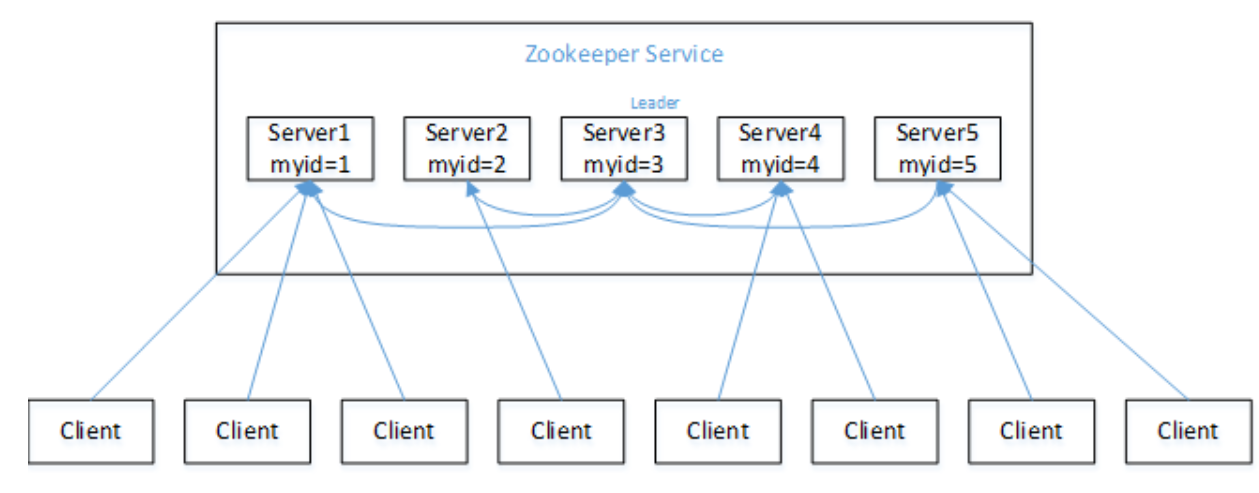 Zookeeper Service
Leader
Server1
myid=1
Server2
myid=2
Server3
myid=3
Server4
myid=4
Server5
myid=5
Client
Client
Client
Client
Client
Client
Client
Client